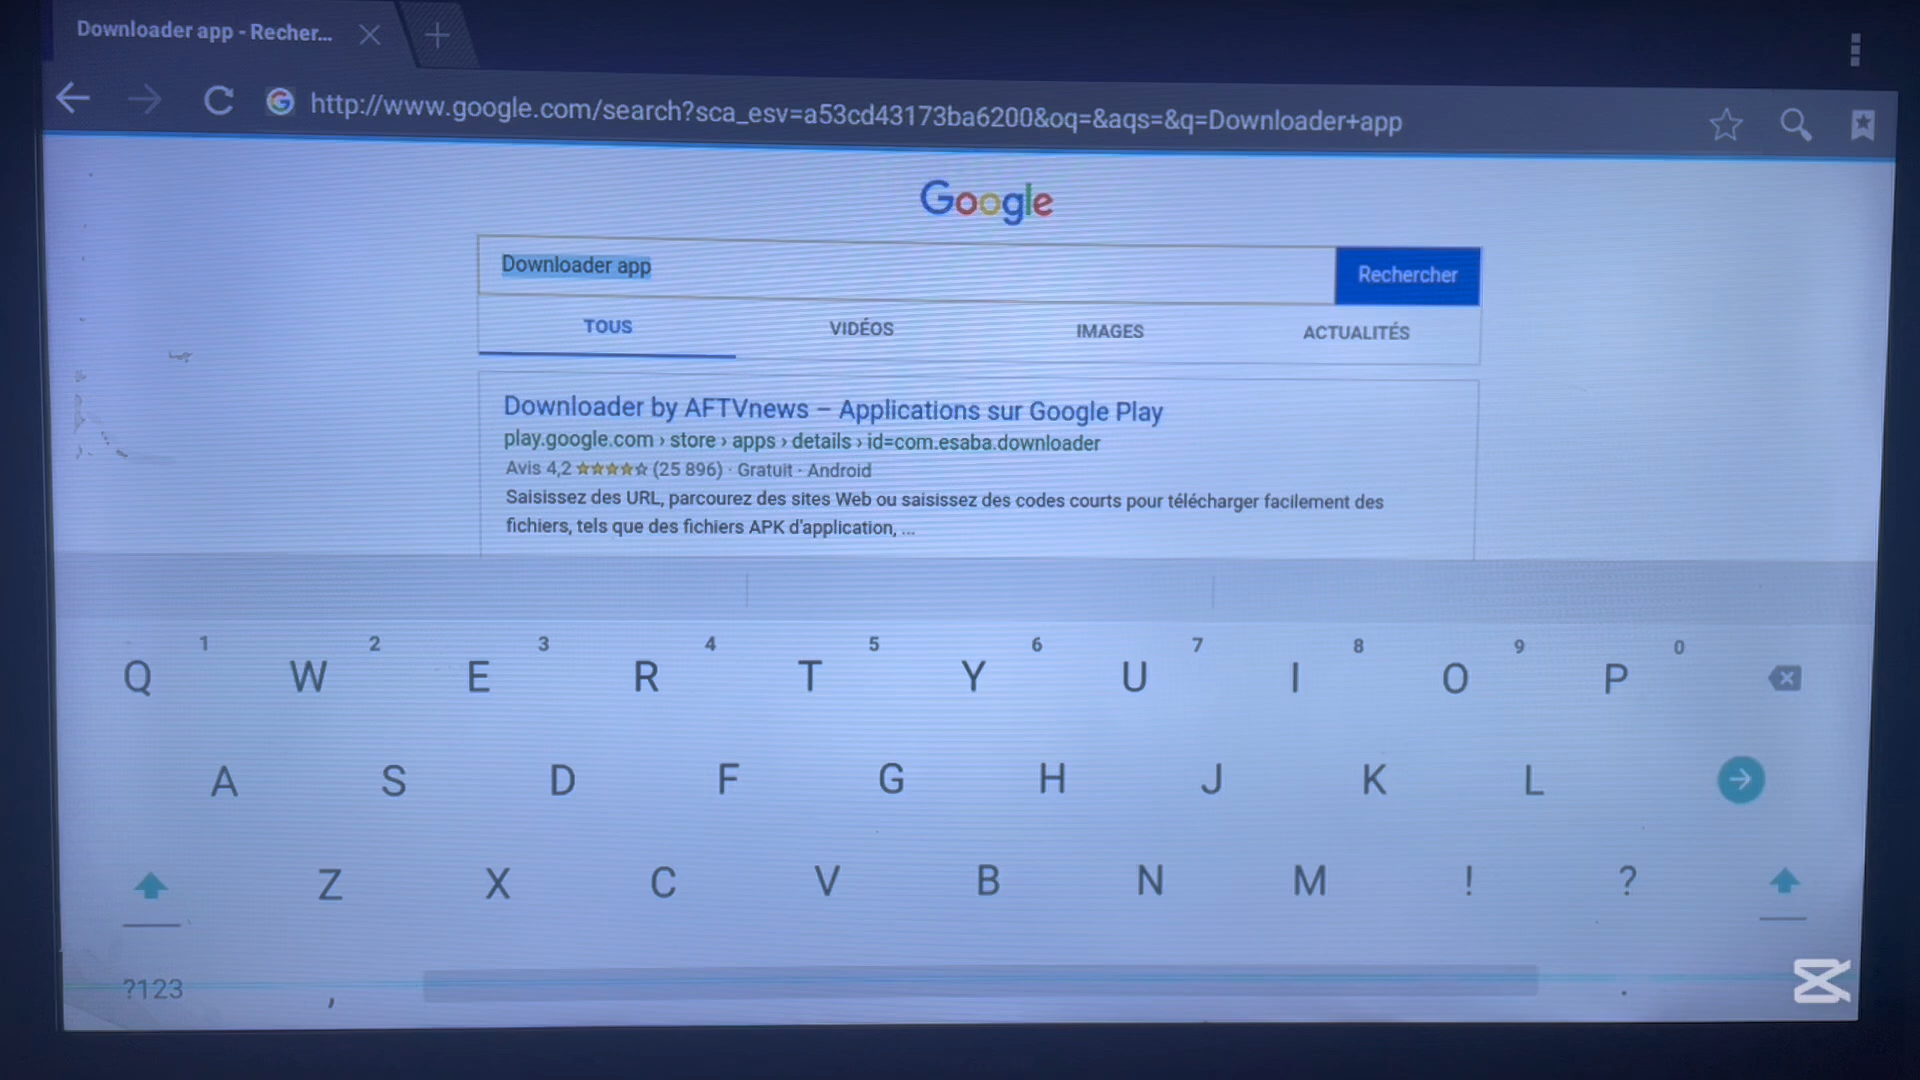 Downloader app - Recher...
http://www.google.com/search?sca_esv=a53cd43173ba6200&oq=&aqs=&q=Downloader+app
Google
Downloader app
Rechercher
TOUS VIDÉOS IMAGES ACTUALITÉS
Downloader by AFTVnews – Applications sur Google Play
play.google.com › store › apps › details › id=com.esaba.downloader
Avis 4,2 ★★★★☆ (25 896) · Gratuit · Android
Saisissez des URL, parcourez des sites Web ou saisissez des codes courts pour télécharger facilement des
fichiers, tels que des fichiers APK d'application, ...
1 2 3 4 5 6 7 8 9 0
Q W E R T Y U I O P
A S D F G H J K L
Z X C V B N M ! ?
?123 , .